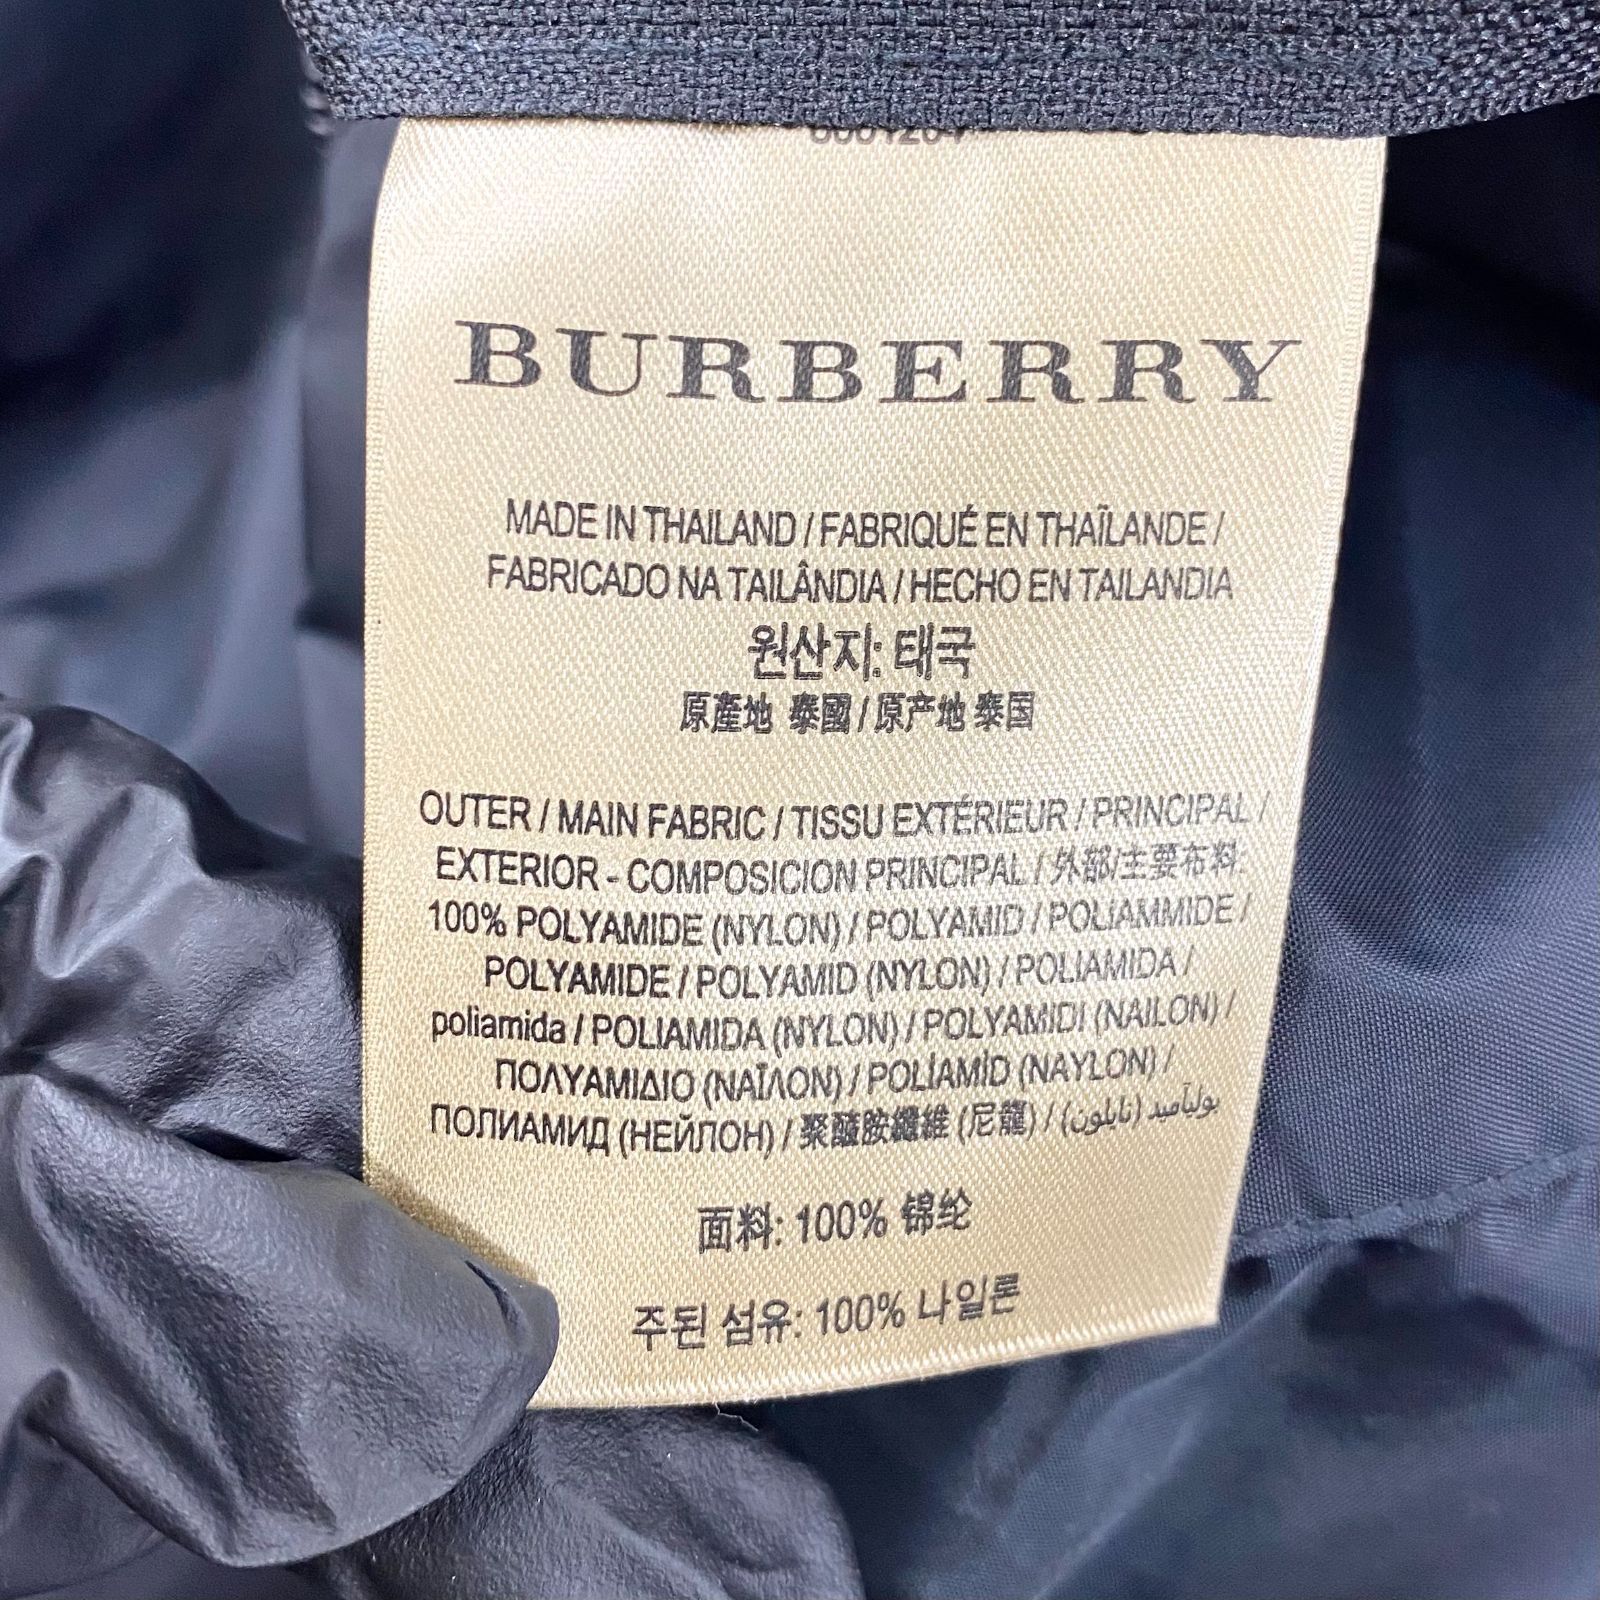 BURBERRY
MADE IN THAILAND / FABRIQUÉ EN THAÏLANDE /
FABRICADO NA TAILÂNDIA / HECHO EN TAILANDIA
원산지: 태국
原產地 泰國 / 原产地 泰国
OUTER / MAIN FABRIC / TISSU EXTÉRIEUR / PRINCIPAL /
EXTERIOR - COMPOSICION PRINCIPAL / 外部/主要布料:
100% POLYAMIDE (NYLON) / POLYAMID / POLIAMMIDE /
POLYAMIDE / POLYAMID (NYLON) / POLIAMIDA /
poliamida / POLIAMIDA (NYLON) / POLYAMIDI (NAILON) /
ΠΟΛΥΑΜΙΔΙΟ (ΝΑΪΛΟΝ) / POLİAMİD (NAYLON) /
ПОЛИАМИД (НЕЙЛОН) / 聚醯胺纖維 (尼龍) / بوليآميد (نايلون)
面料: 100% 锦纶
주된 섬유: 100% 나일론